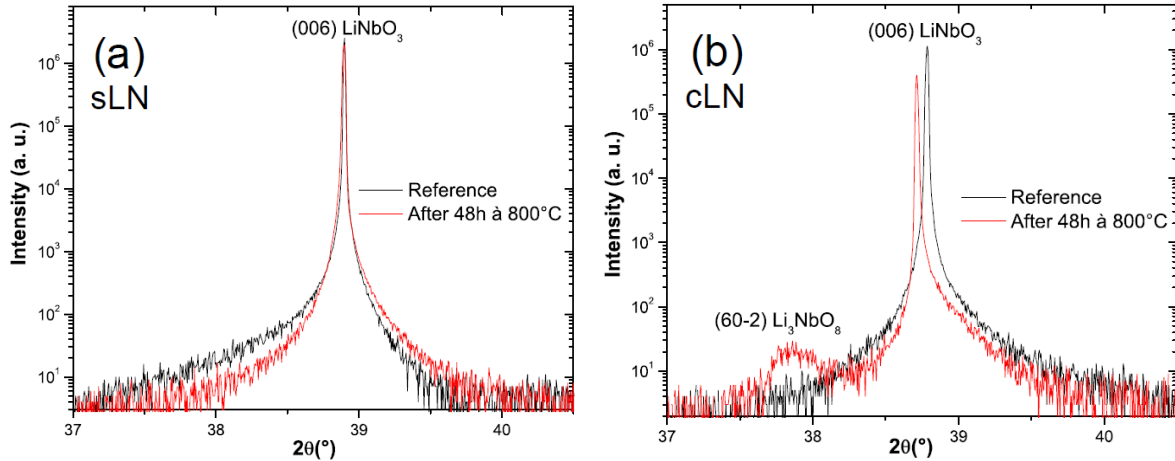 (a)
sLN
(006) LiNbO3
Reference
After 48h à 800°C
Intensity (a. u.)
10^6
10^5
10^4
10^3
10^2
10^1
37
38
39
40
2θ(°)
(b)
cLN
(006) LiNbO3
Reference
After 48h à 800°C
(60-2) Li3NbO8
Intensity (a. u.)
10^6
10^5
10^4
10^3
10^2
10^1
37
38
39
40
2θ(°)